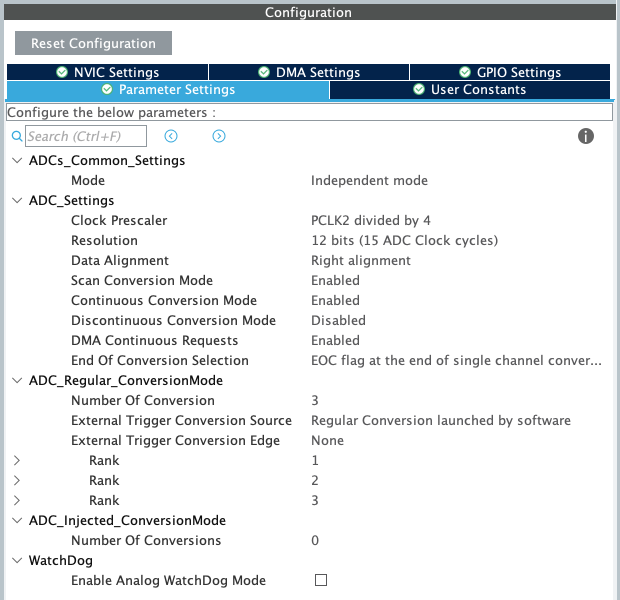 Configuration
Reset Configuration
NVIC Settings DMA Settings GPIO Settings
Parameter Settings User Constants
Configure the below parameters :
Search (Ctrl+F)
ADCs_Common_Settings
Mode Independent mode
ADC_Settings
Clock Prescaler PCLK2 divided by 4
Resolution 12 bits (15 ADC Clock cycles)
Data Alignment Right alignment
Scan Conversion Mode Enabled
Continuous Conversion Mode Enabled
Discontinuous Conversion Mode Disabled
DMA Continuous Requests Enabled
End Of Conversion Selection EOC flag at the end of single channel conver...
ADC_Regular_ConversionMode
Number Of Conversion 3
External Trigger Conversion Source Regular Conversion launched by software
External Trigger Conversion Edge None
Rank 1
Rank 2
Rank 3
ADC_Injected_ConversionMode
Number Of Conversions 0
WatchDog
Enable Analog WatchDog Mode